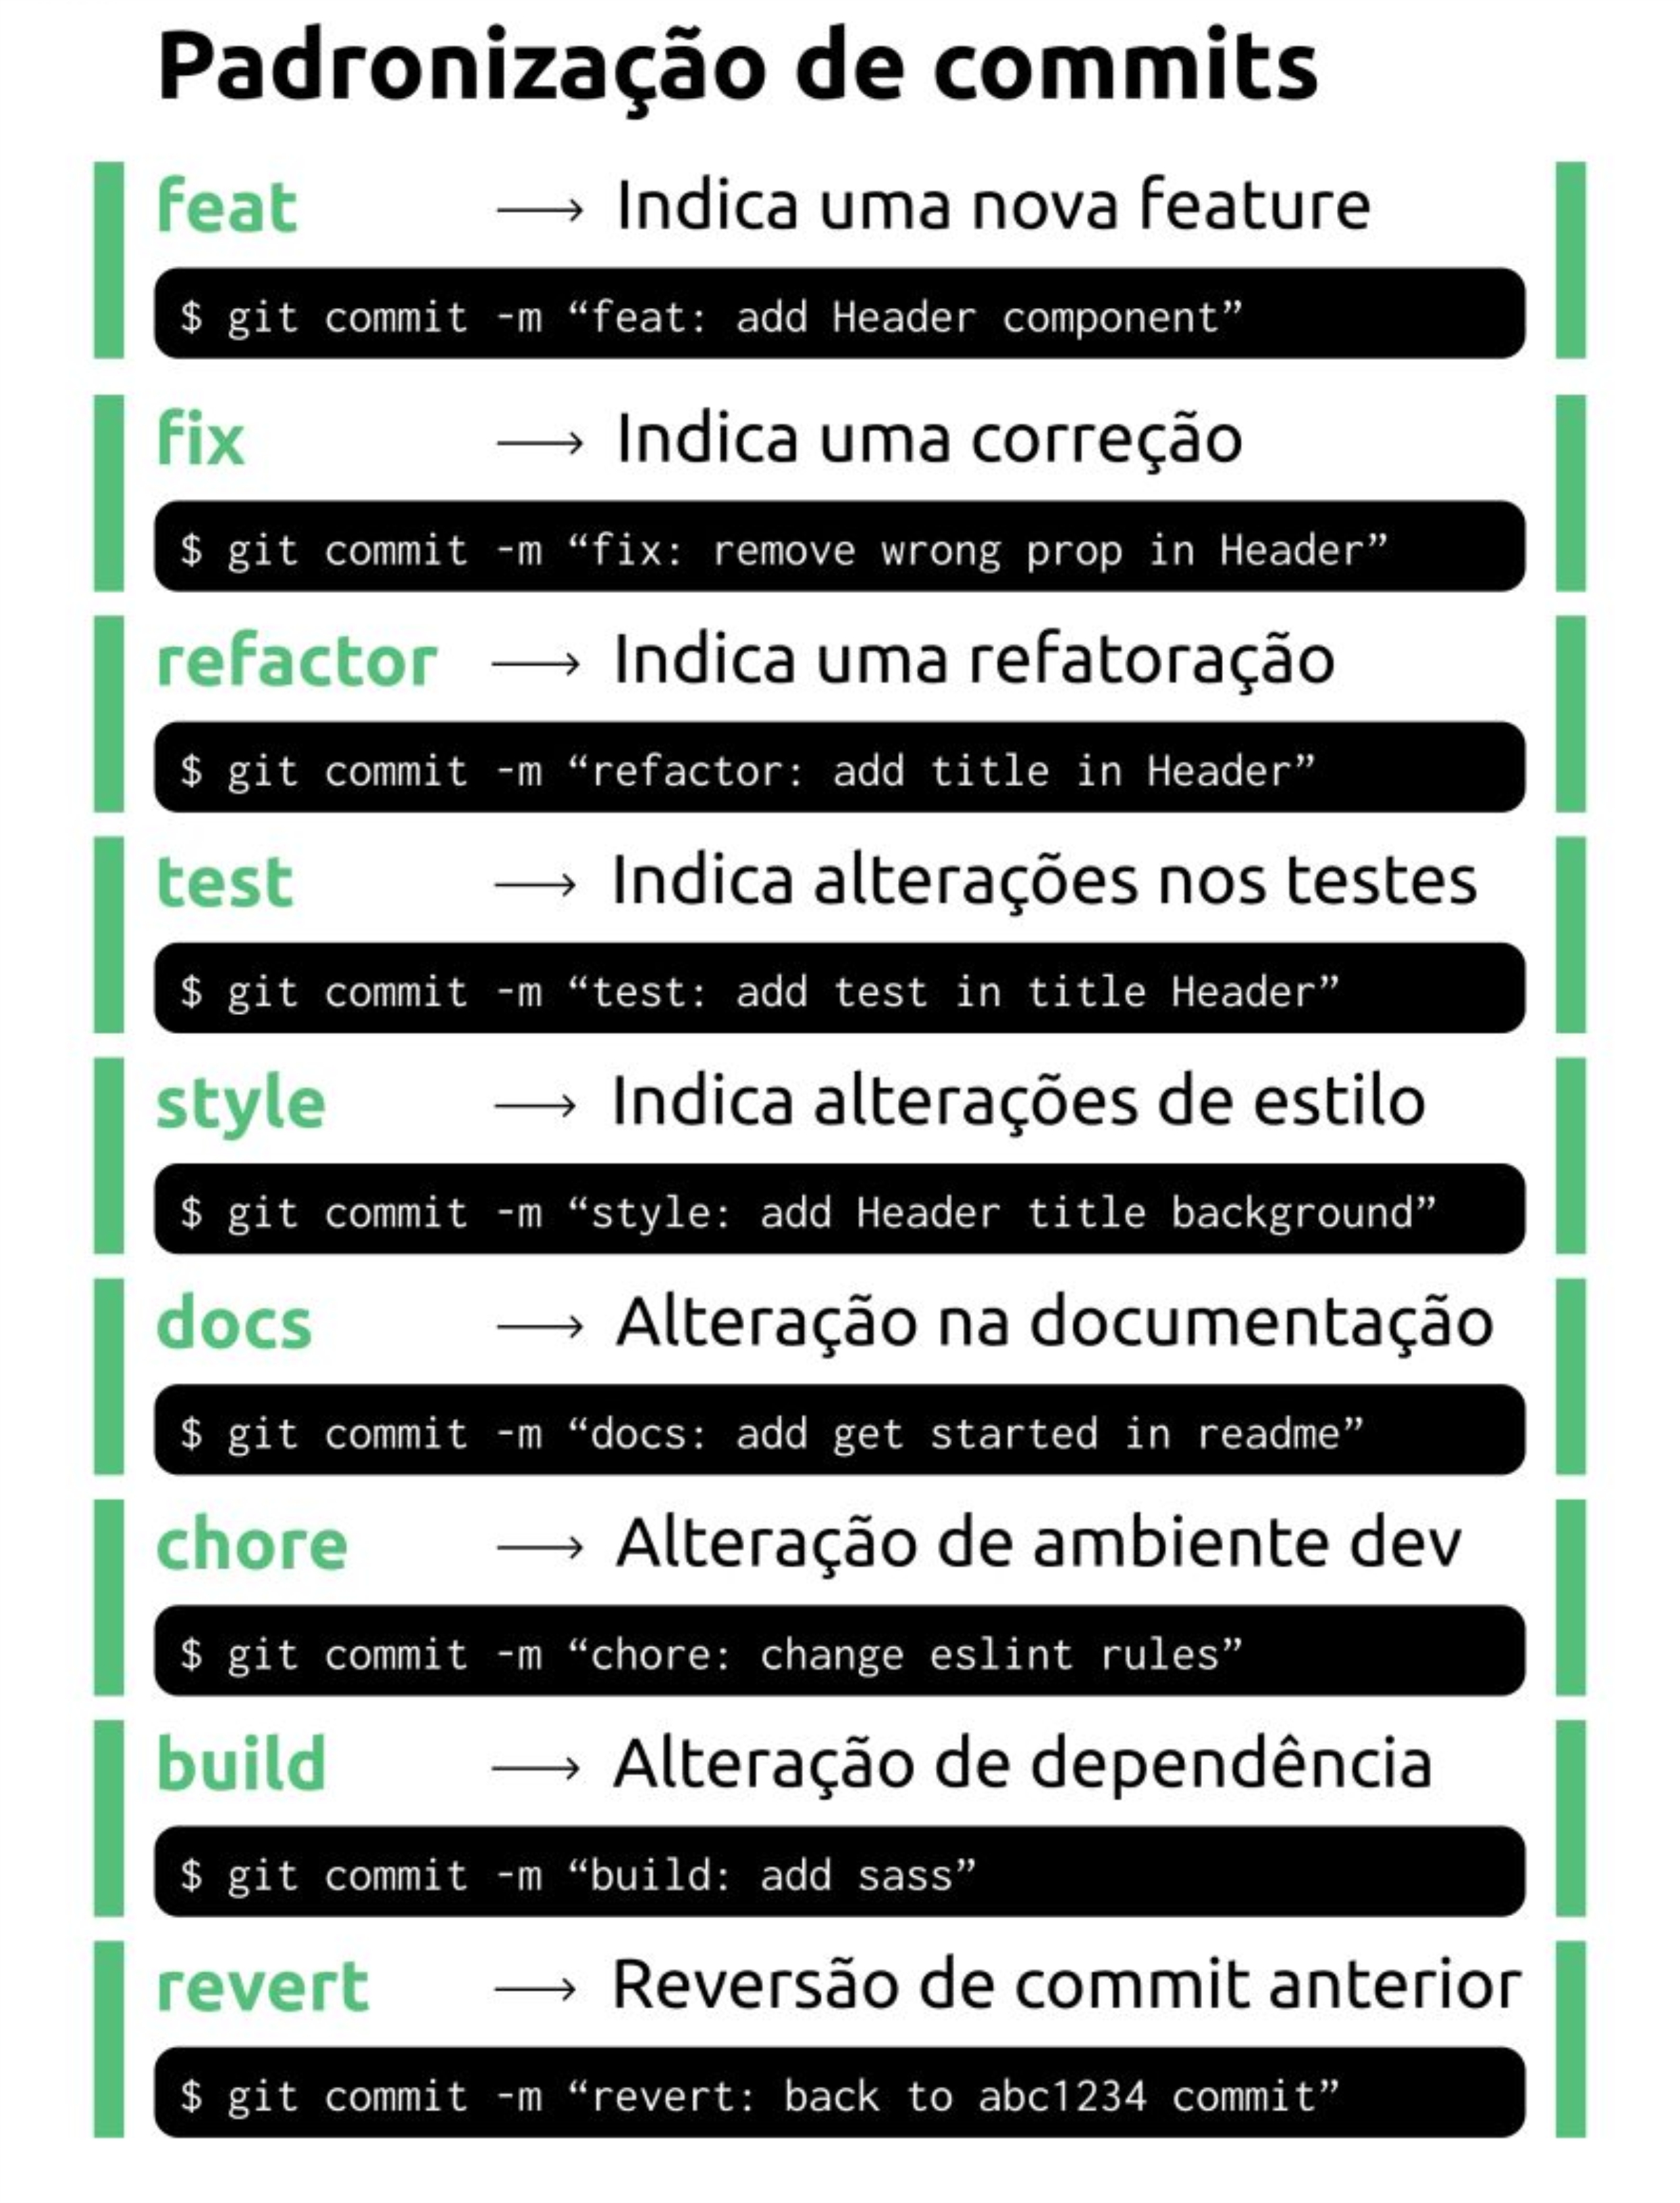 Padronização de commits
feat → Indica uma nova feature
$ git commit -m “feat: add Header component”
fix → Indica uma correção
$ git commit -m “fix: remove wrong prop in Header”
refactor → Indica uma refatoração
$ git commit -m “refactor: add title in Header”
test → Indica alterações nos testes
$ git commit -m “test: add test in title Header”
style → Indica alterações de estilo
$ git commit -m “style: add Header title background”
docs → Alteração na documentação
$ git commit -m “docs: add get started in readme”
chore → Alteração de ambiente dev
$ git commit -m “chore: change eslint rules”
build → Alteração de dependência
$ git commit -m “build: add sass”
revert → Reversão de commit anterior
$ git commit -m “revert: back to abc1234 commit”